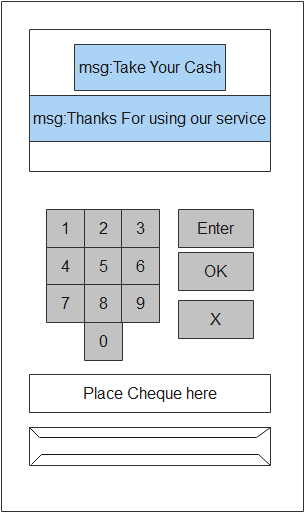 msg:Take Your Cash
msg:Thanks For using our service
1 2 3 Enter
4 5 6 OK
7 8 9 X
0
Place Cheque here